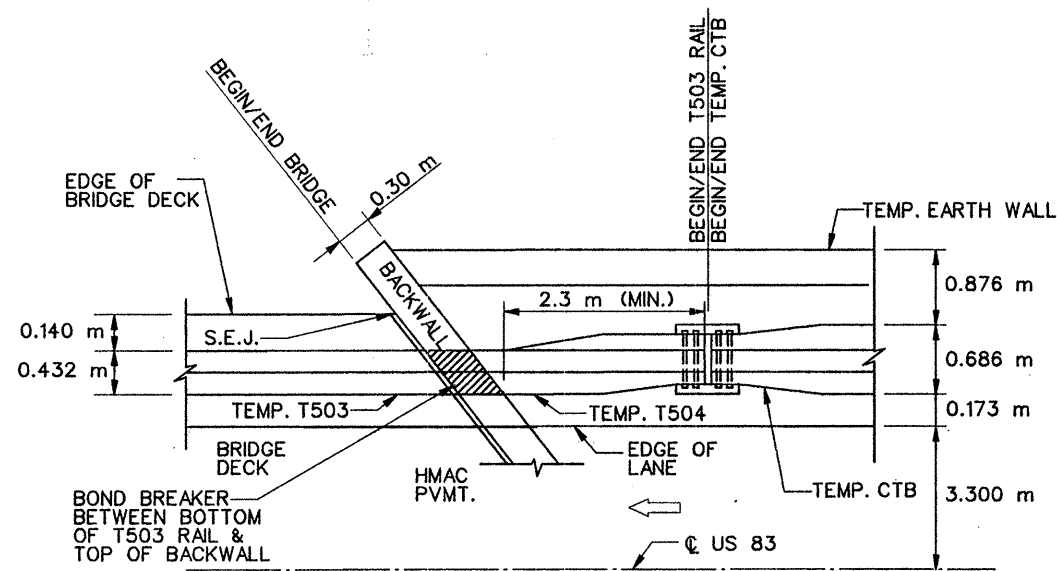 BEGIN/END T503 RAIL
BEGIN/END TEMP. CTB
BEGIN/END BRIDGE
0.30 m
EDGE OF
BRIDGE DECK
TEMP. EARTH WALL
BACKWALL
2.3 m (MIN.)
0.876 m
0.140 m
S.E.J.
0.686 m
0.432 m
TEMP. T503
TEMP. T504
0.173 m
BRIDGE
DECK
EDGE OF
LANE
HMAC
PVMT.
TEMP. CTB
BOND BREAKER
BETWEEN BOTTOM
OF T503 RAIL &
TOP OF BACKWALL
3.300 m
℄ US 83